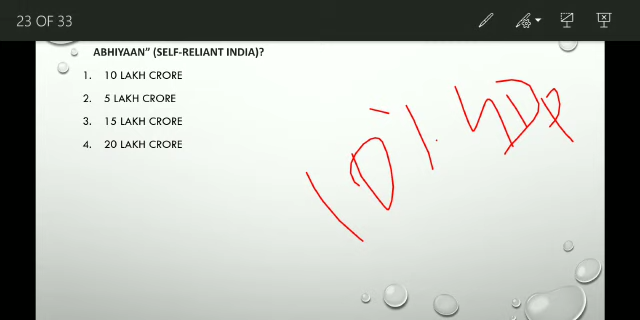 23 OF 33
ABHIYAAN" (SELF-RELIANT INDIA)?
1. 10 LAKH CRORE
2. 5 LAKH CRORE
3. 15 LAKH CRORE
4. 20 LAKH CRORE
10%